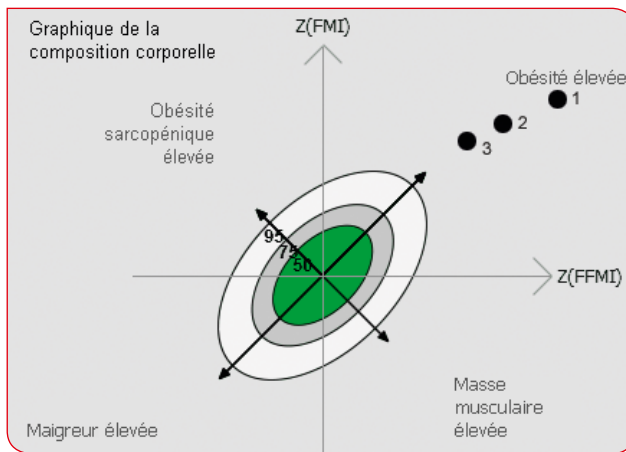 Graphique de la
composition corporelle
Z(FMI)
Obésité élevée
1
2
3
Obésité
sarcopénique
élevée
95
75
50
Z(FFMI)
Masse
musculaire
élevée
Maigreur élevée